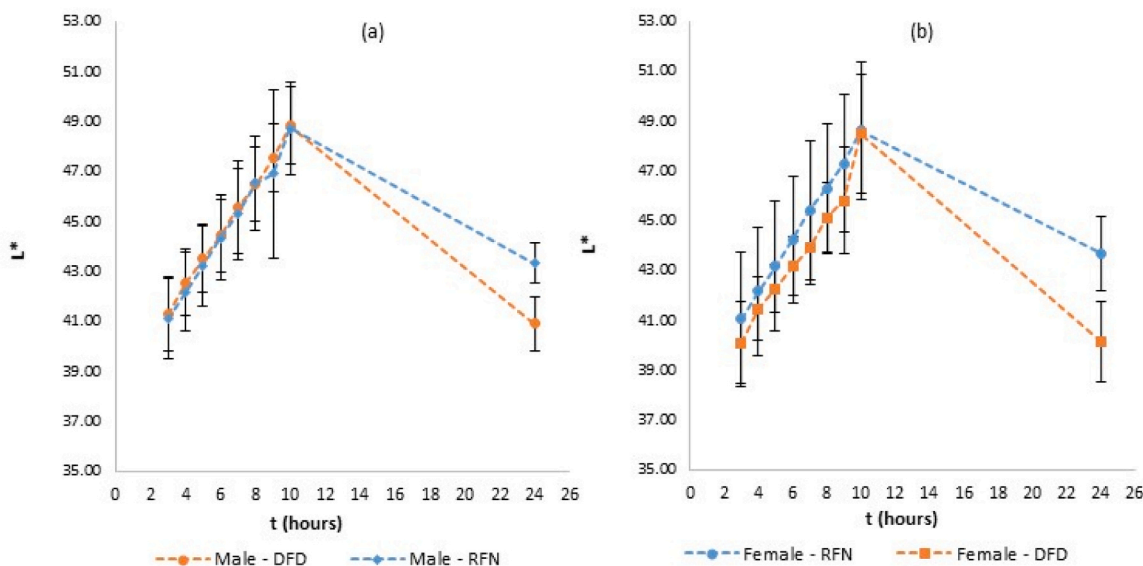 (a)
53.00
51.00
49.00
47.00
45.00
43.00
41.00
39.00
37.00
35.00
L*
0 2 4 6 8 10 12 14 16 18 20 22 24 26
t (hours)
Male - DFD Male - RFN
(b)
53.00
51.00
49.00
47.00
45.00
43.00
41.00
39.00
37.00
35.00
L*
0 2 4 6 8 10 12 14 16 18 20 22 24 26
t (hours)
Female - RFN Female - DFD